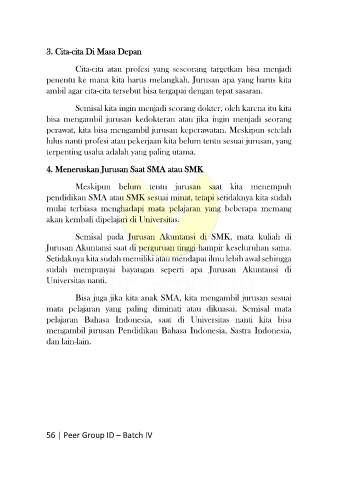 3. Cita-cita Di Masa Depan
Cita-cita atau profesi yang seseorang targetkan bisa menjadi
penentu ke mana kita harus melangkah. Jurusan apa yang harus kita
ambil agar cita-cita tersebut bisa tergapai dengan tepat sasaran.
Semisal kita ingin menjadi seorang dokter, oleh karena itu kita
bisa mengambil jurusan kedokteran atau jika ingin menjadi seorang
perawat, kita bisa mengambil jurusan keperawatan. Meskipun setelah
lulus nanti profesi atau pekerjaan kita belum tentu sesuai jurusan, yang
terpenting usaha adalah yang paling utama.
4. Meneruskan Jurusan Saat SMA atau SMK
Meskipun belum tentu jurusan saat kita menempuh
pendidikan SMA atau SMK sesuai minat, tetapi setidaknya kita sudah
mulai terbiasa menghadapi mata pelajaran yang beberapa memang
akan kembali dipelajari di Universitas.
Semisal pada Jurusan Akuntansi di SMK, mata kuliah di
Jurusan Akuntansi saat di perguruan tinggi hampir keseluruhan sama.
Setidaknya kita sudah memiliki atau mendapai ilmu lebih awal sehingga
sudah mempunyai bayangan seperti apa Jurusan Akuntansi di
Universitas nanti.
Bisa juga jika kita anak SMA, kita mengambil jurusan sesuai
mata pelajaran yang paling diminati atau dikuasai. Semisal mata
pelajaran Bahasa Indonesia, saat di Universitas nanti kita bisa
mengambil jurusan Pendidikan Bahasa Indonesia, Sastra Indonesia,
dan lain-lain.
56 | Peer Group ID – Batch IV